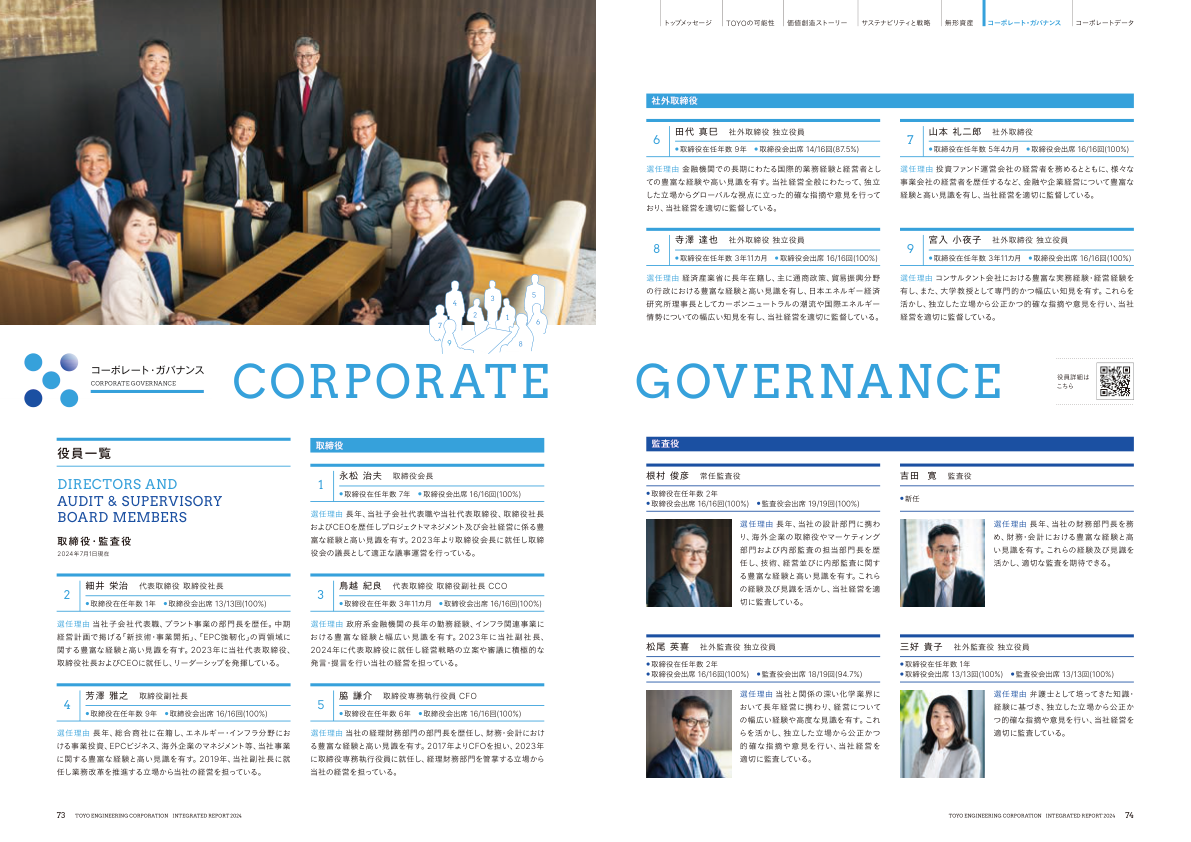 トップメッセージ
TOYOの可能性
価値創造ストーリー
サステナビリティと戦略
無形資産
コーポレート・ガバナンス
コーポレートデータ
4
3
5
2
1
6
7
9
8
コーポレート・ガバナンス
CORPORATE GOVERNANCE
CORPORATE
GOVERNANCE
役員詳細は
こちら
役員一覧
DIRECTORS AND
AUDIT & SUPERVISORY
BOARD MEMBERS
取締役・監査役
2024年7月1日現在
取締役
1
永松 治夫 取締役会長
●取締役在任年数 7年 ●取締役会出席 16/16回(100%)
選任理由 長年、当社子会社代表職や当社代表取締役、取締役社長
およびCEOを歴任しプロジェクトマネジメント及び会社経営に係る豊
富な経験と高い見識を有す。2023年より取締役会長に就任し取締
役会の議長として適正な議事運営を行っている。
2
細井 栄治 代表取締役 取締役社長
●取締役在任年数 1年 ●取締役会出席 13/13回(100%)
選任理由 当社子会社代表職、プラント事業の部門長を歴任。中期
経営計画で掲げる「新技術・事業開拓」、「EPC強靭化」の両領域に
関する豊富な経験と高い見識を有す。2023年に当社代表取締役、
取締役社長およびCEOに就任し、リーダーシップを発揮している。
3
鳥越 紀良 代表取締役 取締役副社長 CCO
●取締役在任年数 3年11カ月 ●取締役会出席 16/16回(100%)
選任理由 政府系金融機関の長年の勤務経験、インフラ関連事業に
おける豊富な経験と幅広い見識を有す。2023年に当社副社長、
2024年に代表取締役に就任し経営戦略の立案や審議に積極的な
発言・提言を行い当社の経営を担っている。
4
芳澤 雅之 取締役副社長
●取締役在任年数 9年 ●取締役会出席 16/16回(100%)
選任理由 長年、総合商社に在籍し、エネルギー・インフラ分野にお
ける事業投資、EPCビジネス、海外企業のマネジメント等、当社事業
に関する豊富な経験と高い見識を有す。2019年、当社副社長に就
任し業務改革を推進する立場から当社の経営を担っている。
5
脇 謙介 取締役専務執行役員 CFO
●取締役在任年数 6年 ●取締役会出席 16/16回(100%)
選任理由 当社の経理財務部門の部門長を歴任し、財務・会計におけ
る豊富な経験と高い見識を有す。2017年よりCFOを担い、2023年
に取締役専務執行役員に就任し、経理財務部門を管掌する立場から
当社の経営を担っている。
社外取締役
6
田代 真巳 社外取締役 独立役員
●取締役在任年数 9年 ●取締役会出席 14/16回(87.5%)
選任理由 金融機関での長期にわたる国際的業務経験と経営者とし
ての豊富な経験や高い見識を有す。当社経営全般にわたって、独立
した立場からグローバルな視点に立った的確な指摘や意見を行って
おり、当社経営を適切に監督している。
7
山本 礼二郎 社外取締役
●取締役在任年数 5年4カ月 ●取締役会出席 16/16回(100%)
選任理由 投資ファンド運営会社の経営者を務めるとともに、様々な
事業会社の経営者を歴任するなど、金融や企業経営について豊富な
経験と高い見識を有し、当社経営を適切に監督している。
8
寺澤 達也 社外取締役 独立役員
●取締役在任年数 3年11カ月 ●取締役会出席 16/16回(100%)
選任理由 経済産業省に長年在籍し、主に通商政策、貿易振興分野
の行政における豊富な経験と高い見識を有し、日本エネルギー経済
研究所理事長としてカーボンニュートラルの潮流や国際エネルギー
情勢についての幅広い知見を有し、当社経営を適切に監督している。
9
宮入 小夜子 社外取締役 独立役員
●取締役在任年数 3年11カ月 ●取締役会出席 16/16回(100%)
選任理由 コンサルタント会社における豊富な実務経験・経営経験を
有し、また、大学教授として専門的かつ幅広い知見を有す。これらを
活かし、独立した立場から公正かつ的確な指摘や意見を行い、当社
経営を適切に監督している。
監査役
根村 俊彦 常任監査役
●取締役在任年数 2年
●取締役会出席 16/16回(100%) ●監査役会出席 19/19回(100%)
選任理由 長年、当社の設計部門に携わ
り、海外企業の取締役やマーケティング
部門および内部監査の担当部門長を歴
任し、技術、経営並びに内部監査に関す
る豊富な経験と高い見識を有す。これら
の経験及び見識を活かし、当社経営を適
切に監査している。
吉田 寛 監査役
●新任
選任理由 長年、当社の財務部門長を務
め、財務・会計における豊富な経験と高
い見識を有す。これらの経験及び見識を
活かし、適切な監査を期待できる。
松尾 英喜 社外監査役 独立役員
●取締役在任年数 2年
●取締役会出席 16/16回(100%) ●監査役会出席 18/19回(94.7%)
選任理由 当社と関係の深い化学業界に
おいて長年経営に携わり、経営について
の幅広い経験や高度な見識を有す。これ
らを活かし、独立した立場から公正かつ
的確な指摘や意見を行い、当社経営を
適切に監査している。
三好 貴子 社外監査役 独立役員
●取締役在任年数 1年
●取締役会出席 13/13回(100%) ●監査役会出席 13/13回(100%)
選任理由 弁護士として培ってきた知識・
経験に基づき、独立した立場から公正か
つ的確な指摘や意見を行い、当社経営を
適切に監査している。
73 TOYO ENGINEERING CORPORATION INTEGRATED REPORT 2024
TOYO ENGINEERING CORPORATION INTEGRATED REPORT 2024 74